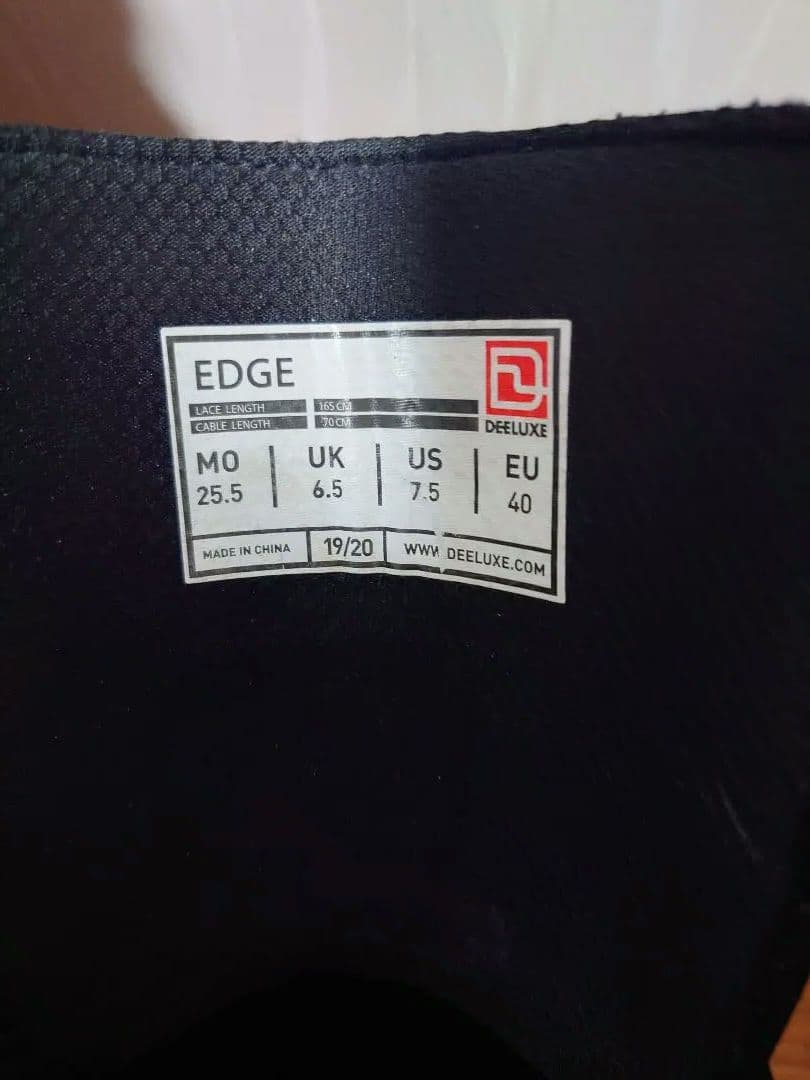 EDGE
LACE LENGTH 165 CM
CABLE LENGTH 70 CM
DEELUXE
MO UK US EU
25.5 6.5 7.5 40
MADE IN CHINA 19/20 WWW.DEELUXE.COM